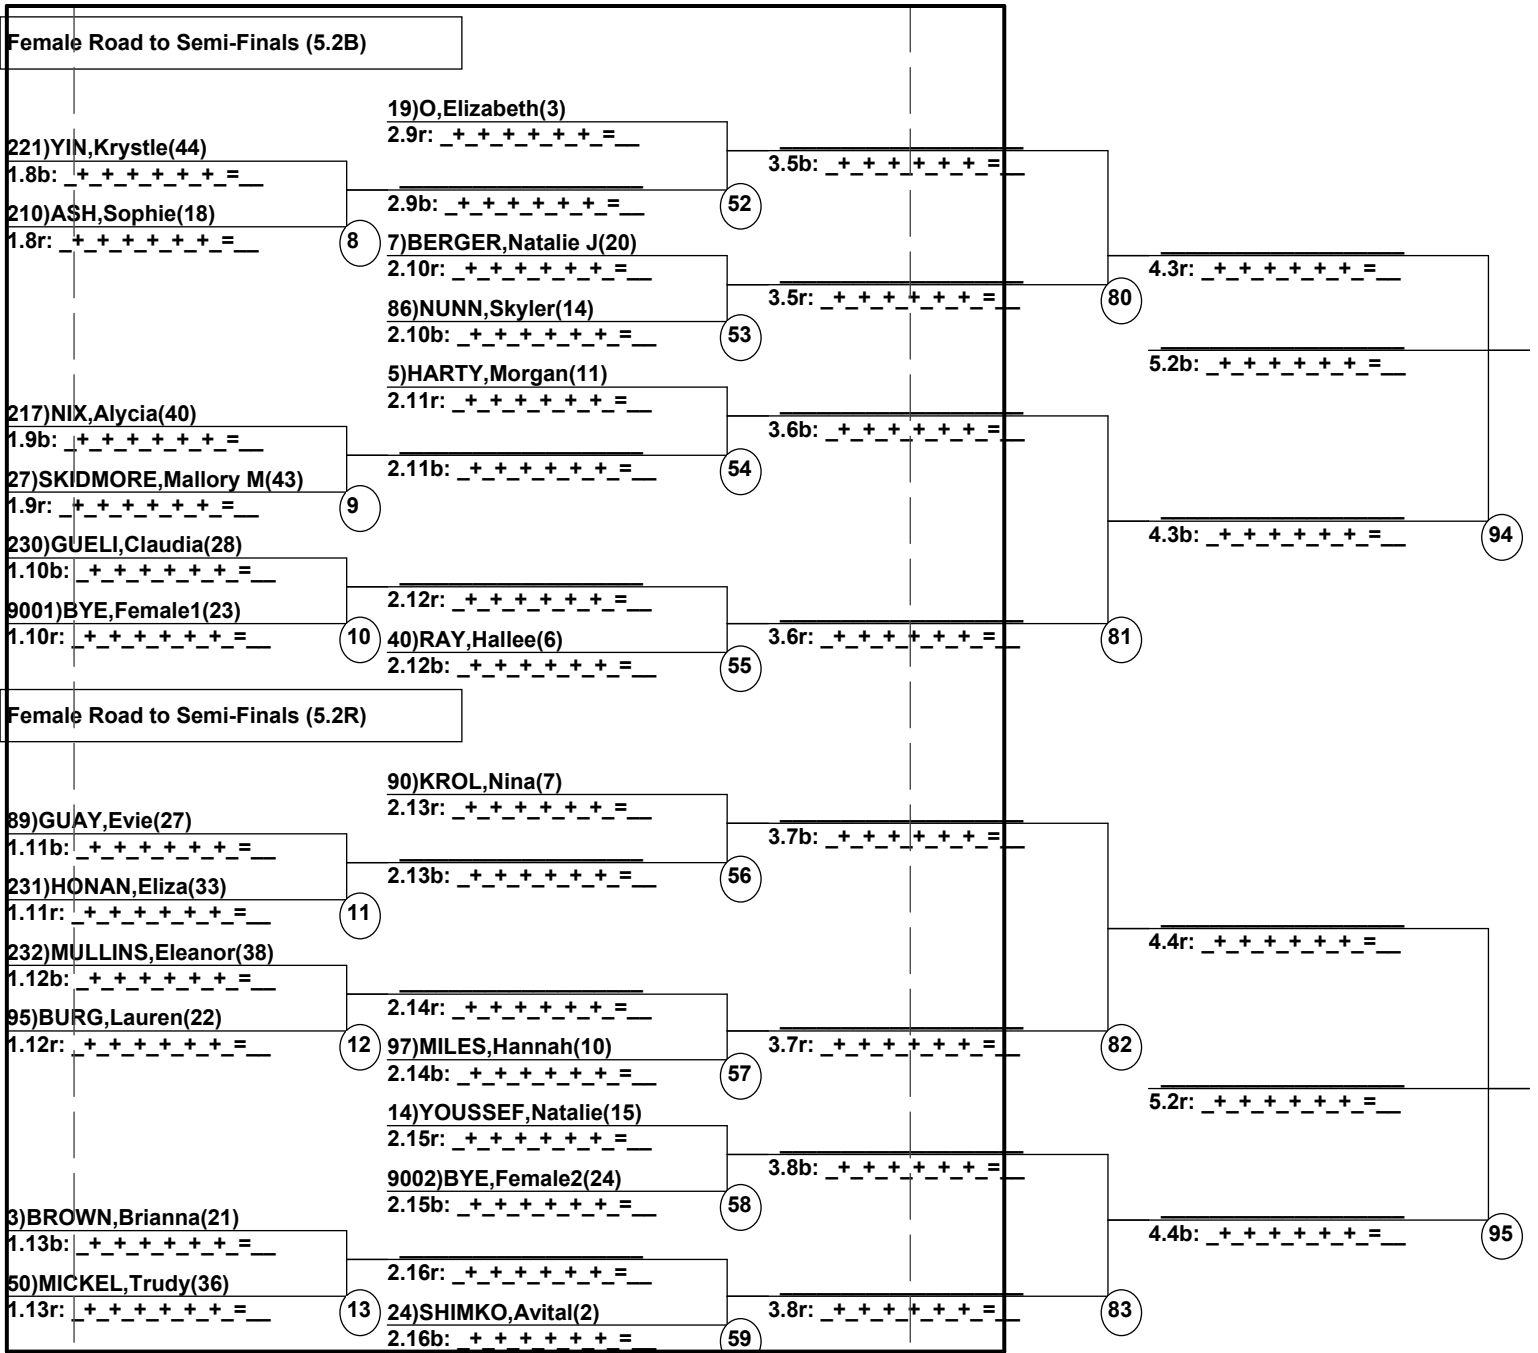 Female Road to Semi-Finals (5.2B)
19)O,Elizabeth(3)
2.9r: _+_+_+_+_+_=__
221)YIN,Krystle(44)
1.8b: _+_+_+_+_+_=__
3.5b: _+_+_+_+_+_=__
2.9b: _+_+_+_+_+_=__
52
210)ASH,Sophie(18)
1.8r: _+_+_+_+_+_=__
8
7)BERGER,Natalie J(20)
2.10r: _+_+_+_+_+_=__
4.3r: _+_+_+_+_+_=__
3.5r: _+_+_+_+_+_=__
80
86)NUNN,Skyler(14)
2.10b: _+_+_+_+_+_=__
53
5.2b: _+_+_+_+_+_=__
5)HARTY,Morgan(11)
2.11r: _+_+_+_+_+_=__
217)NIX,Alycia(40)
1.9b: _+_+_+_+_+_=__
3.6b: _+_+_+_+_+_=__
2.11b: _+_+_+_+_+_=__
54
27)SKIDMORE,Mallory M(43)
1.9r: _+_+_+_+_+_=__
9
4.3b: _+_+_+_+_+_=__
94
230)GUELI,Claudia(28)
1.10b: _+_+_+_+_+_=__
2.12r: _+_+_+_+_+_=__
9001)BYE,Female1(23)
1.10r: _+_+_+_+_+_=__
10
40)RAY,Hallee(6)
2.12b: _+_+_+_+_+_=__
55
3.6r: _+_+_+_+_+_=__
81
Female Road to Semi-Finals (5.2R)
90)KROL,Nina(7)
2.13r: _+_+_+_+_+_=__
89)GUAY,Evie(27)
1.11b: _+_+_+_+_+_=__
3.7b: _+_+_+_+_+_=__
2.13b: _+_+_+_+_+_=__
56
231)HONAN,Eliza(33)
1.11r: _+_+_+_+_+_=__
11
4.4r: _+_+_+_+_+_=__
232)MULLINS,Eleanor(38)
1.12b: _+_+_+_+_+_=__
2.14r: _+_+_+_+_+_=__
95)BURG,Lauren(22)
1.12r: _+_+_+_+_+_=__
12
97)MILES,Hannah(10)
2.14b: _+_+_+_+_+_=__
57
3.7r: _+_+_+_+_+_=__
82
5.2r: _+_+_+_+_+_=__
14)YOUSSEF,Natalie(15)
2.15r: _+_+_+_+_+_=__
3.8b: _+_+_+_+_+_=__
9002)BYE,Female2(24)
2.15b: _+_+_+_+_+_=__
58
3)BROWN,Brianna(21)
1.13b: _+_+_+_+_+_=__
4.4b: _+_+_+_+_+_=__
95
2.16r: _+_+_+_+_+_=__
50)MICKEL,Trudy(36)
1.13r: _+_+_+_+_+_=__
13
24)SHIMKO,Avital(2)
2.16b: _+_+_+_+_+_=__
59
3.8r: _+_+_+_+_+_=__
83